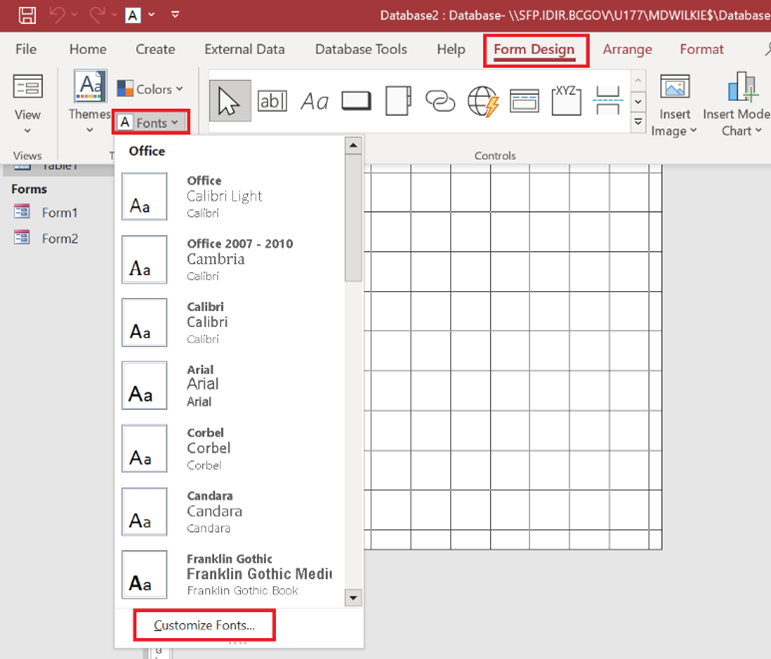 A
Database2 : Database- \\SFP.IDIR.BCGOV\U177\MDWILKIE$\Database
File Home Create External Data Database Tools Help Form Design Arrange Format
View
Views
Aa
Themes
Colors
A Fonts
ab|
Aa
XYZ
Insert
Image
Insert Mode
Chart
Controls
T
Table1
Forms
Form1
Form2
Office
Aa
Office
Calibri Light
Calibri
Aa
Office 2007 - 2010
Cambria
Calibri
Aa
Calibri
Calibri
Calibri
Aa
Arial
Arial
Arial
Aa
Corbel
Corbel
Corbel
Aa
Candara
Candara
Candara
Aa
Franklin Gothic
Franklin Gothic Mediu
Franklin Gothic Book
Customize Fonts...